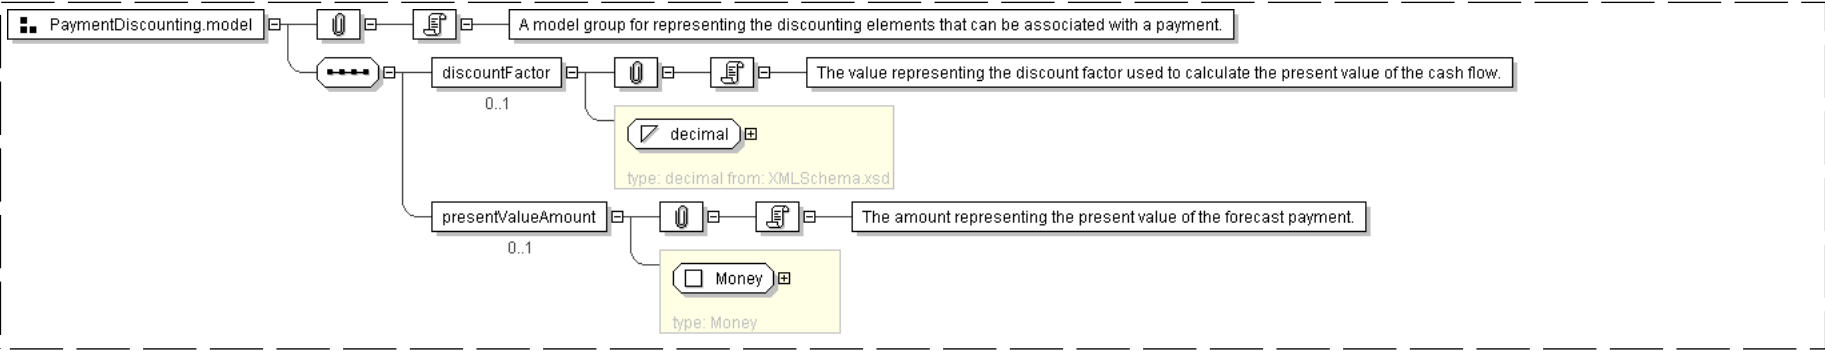 PaymentDiscounting.model
A model group for representing the discounting elements that can be associated with a payment.
discountFactor
The value representing the discount factor used to calculate the present value of the cash flow.
0..1
decimal
type: decimal from: XMLSchema.xsd
presentValueAmount
The amount representing the present value of the forecast payment.
0..1
Money
type: Money